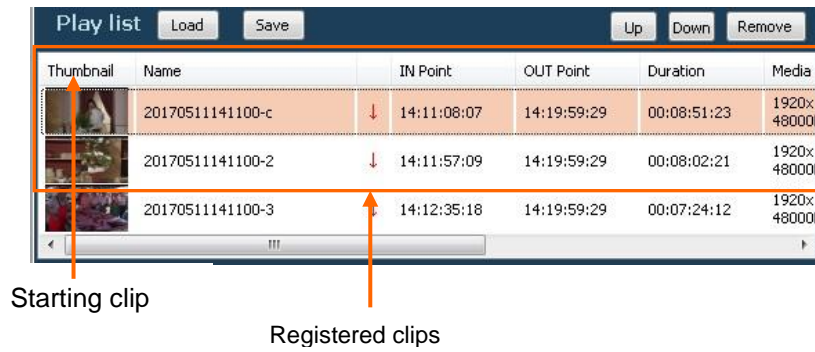 Play list Load Save Up Down Remove
Thumbnail Name IN Point OUT Point Duration Media
20170511141100-c ↓ 14:11:08:07 14:19:59:29 00:08:51:23 1920x
48000
20170511141100-2 ↓ 14:11:57:09 14:19:59:29 00:08:02:21 1920x
48000
20170511141100-3 ↓ 14:12:35:18 14:19:59:29 00:07:24:12 1920x
48000
Starting clip
Registered clips